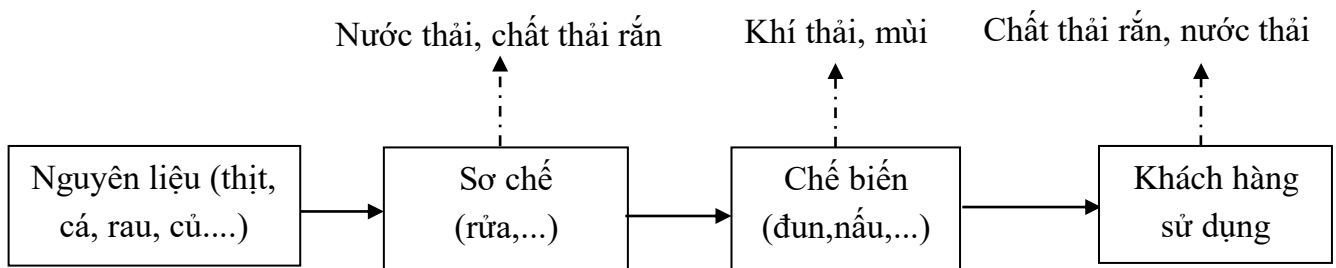 Nước thải, chất thải rắn
Khí thải, mùi
Chất thải rắn, nước thải
Nguyên liệu (thịt,
cá, rau, củ....)
Sơ chế
(rửa,...)
Chế biến
(đun,nấu,...)
Khách hàng
sử dụng